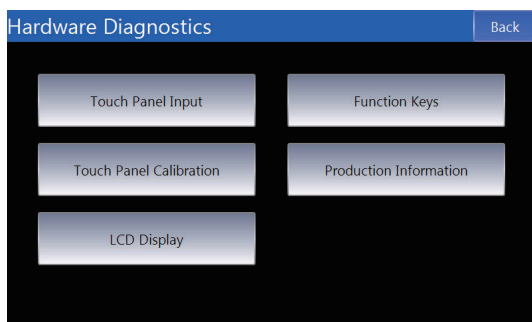 Hardware Diagnostics
Back
Touch Panel Input
Function Keys
Touch Panel Calibration
Production Information
LCD Display